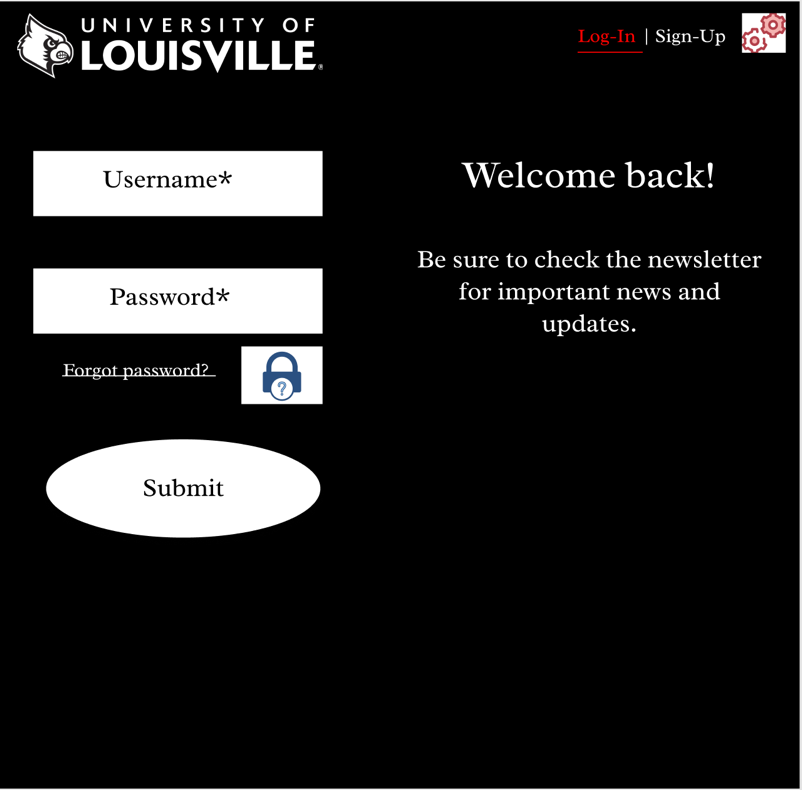 UNIVERSITY OF
LOUISVILLE
Log-In | Sign-Up
Username*
Welcome back!
Be sure to check the newsletter
for important news and
updates.
Password*
Forgot password?
?
Submit